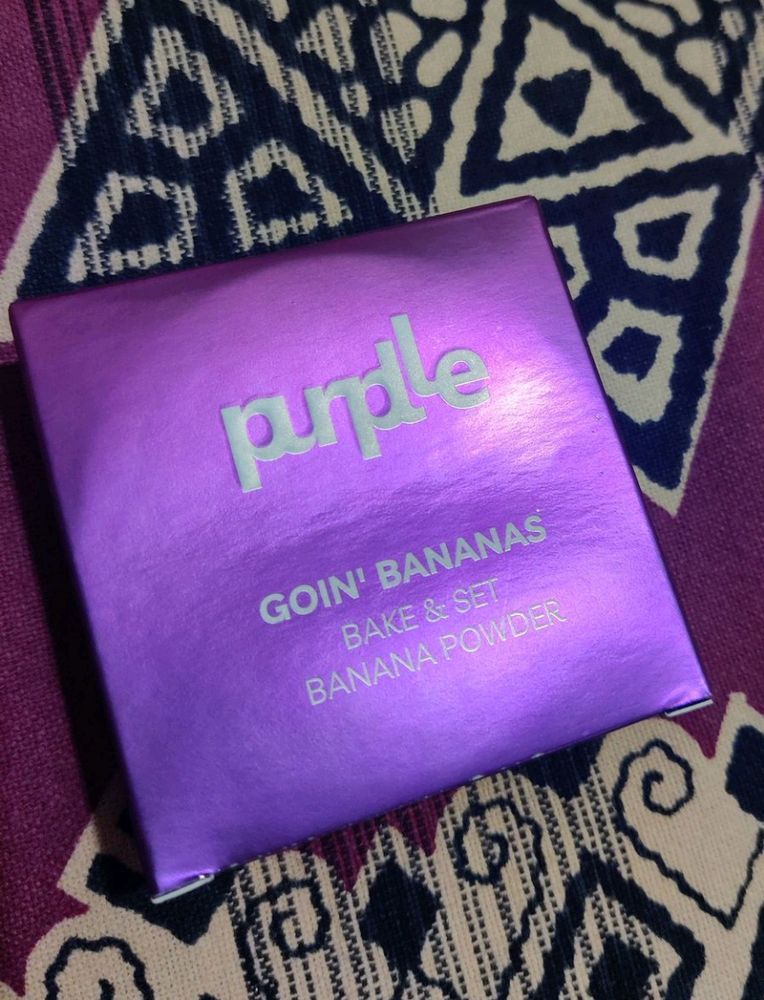 purplle
GOIN' BANANAS
BAKE & SET
BANANA POWDER